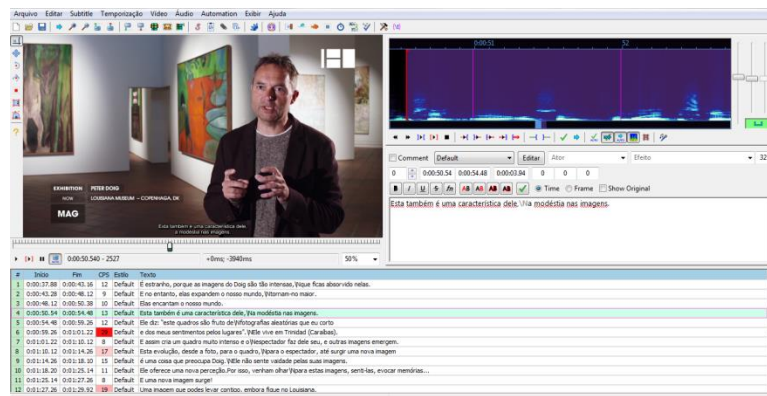 Arquivo Editar Subtitle Temporização Vídeo Áudio Automation Exibir Ajuda
0:00:51 52
EXHIBITION PETER DOIG
NOW LOUISIANA MUSEUM – COPENHAGA, DK
MAG
Esta também é uma característica dele,
a modéstia nas imagens.
0:00:50.540 - 2527 +0ms; -3940ms 50%
Comment Default Editar Ator Efeito 32
0 0:00:50.54 0:00:54.48 0:00:03.94 0 0 0
B I U S fn AB AB AB AB Time Frame Show Original
Esta também é uma característica dele,\Na modéstia nas imagens.
# Início Fim CPS Estilo Texto
1 0:00:37.88 0:00:43.16 12 Default É estranho, porque as imagens do Doig são tão intensas,\Nque ficas absorvido nelas.
2 0:00:43.28 0:00:48.12 9 Default E no entanto, elas expandem o nosso mundo,\Ntornam-no maior.
3 0:00:48.12 0:00:50.38 10 Default Elas encantam o nosso mundo.
4 0:00:50.54 0:00:54.48 13 Default Esta também é uma característica dele,\Na modéstia nas imagens.
5 0:00:54.48 0:00:59.26 12 Default Ele diz: "este quadros são fruto de\Nfotografias aleatórias que eu corto
6 0:00:59.26 0:01:01.22 Default e dos meus sentimentos pelos lugares".\NEle vive em Trinidad (Caraíbas).
7 0:01:01.22 0:01:10.12 8 Default E assim cria um quadro muito intenso e o\Nespectador faz dele seu, e outras imagens emergem.
8 0:01:10.12 0:01:14.26 17 Default Esta evolução, desde a foto, para o quadro,\Npara o espectador, até surgir uma nova imagem
9 0:01:14.26 0:01:18.10 15 Default é uma coisa que preocupa Doig.\NEle não sente vaidade pelas suas imagens.
10 0:01:18.20 0:01:25.14 11 Default Ele oferece uma nova perceção.Por isso, venham olhar\Npara estas imagens, senti-las, evocar memórias...
11 0:01:25.14 0:01:27.26 8 Default E uma nova imagem surge!
12 0:01:27.26 0:01:29.92 19 Default Uma imagem que podes levar contigo, embora fique no Louisiana.